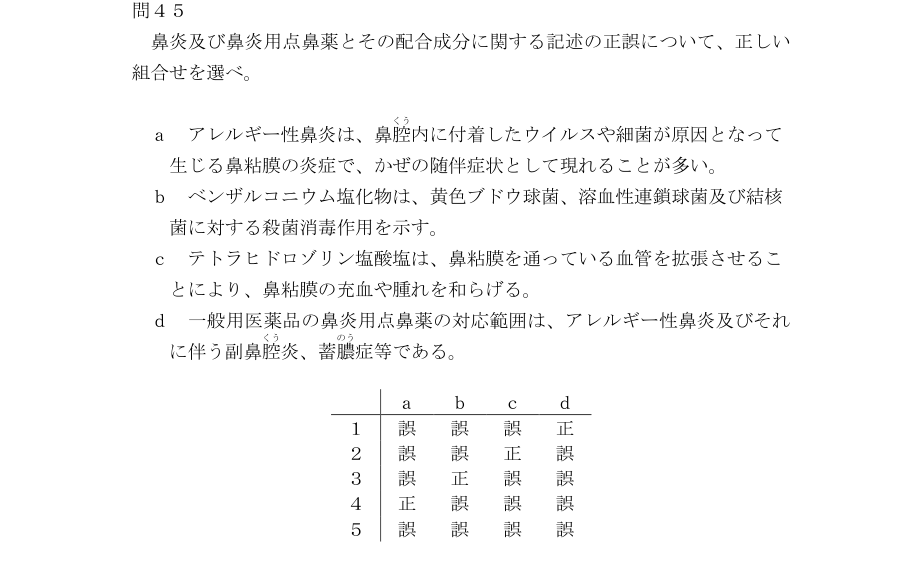 問４５
鼻炎及び鼻炎用点鼻薬とその配合成分に関する記述の正誤について、正しい
組合せを選べ。
ａ　アレルギー性鼻炎は、鼻腔内に付着したウイルスや細菌が原因となって
くう
生じる鼻粘膜の炎症で、かぜの随伴症状として現れることが多い。
ｂ　ベンザルコニウム塩化物は、黄色ブドウ球菌、溶血性連鎖球菌及び結核
菌に対する殺菌消毒作用を示す。
ｃ　テトラヒドロゾリン塩酸塩は、鼻粘膜を通っている血管を拡張させるこ
とにより、鼻粘膜の充血や腫れを和らげる。
ｄ　一般用医薬品の鼻炎用点鼻薬の対応範囲は、アレルギー性鼻炎及びそれ
くう　のう
に伴う副鼻腔炎、蓄膿症等である。
ａ　ｂ　ｃ　ｄ
１　誤　誤　誤　正
２　誤　誤　正　誤
３　誤　正　誤　誤
４　正　誤　誤　誤
５　誤　誤　誤　誤